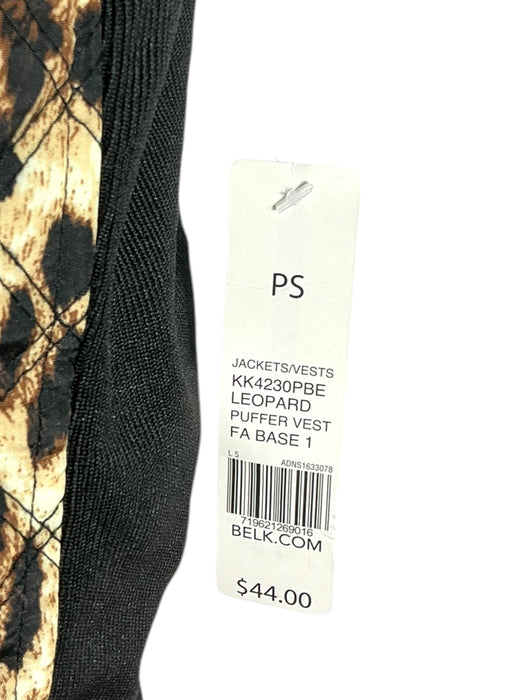 PS
JACKETS/VESTS
KK4230PBE
LEOPARD
PUFFER VEST
FA BASE 1
L 5 ADNS1633078
719621269016
BELK.COM
$44.00